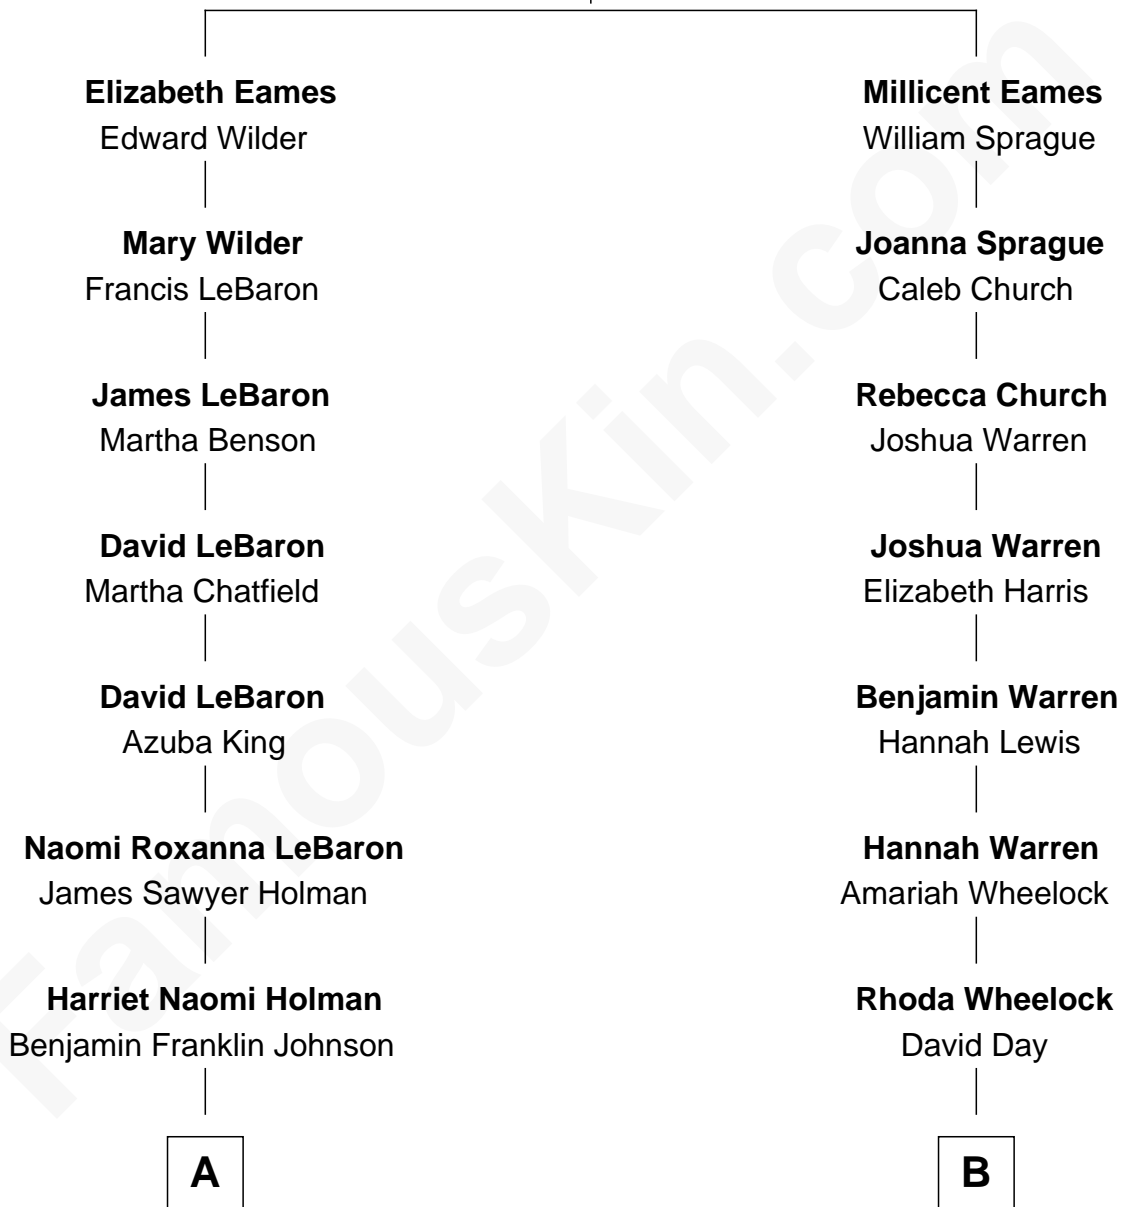 Elizabeth Eames
Edward Wilder
Mary Wilder
Francis LeBaron
James LeBaron
Martha Benson
David LeBaron
Martha Chatfield
David LeBaron
Azuba King
Naomi Roxanna LeBaron
James Sawyer Holman
Harriet Naomi Holman
Benjamin Franklin Johnson
A
Millicent Eames
William Sprague
Joanna Sprague
Caleb Church
Rebecca Church
Joshua Warren
Joshua Warren
Elizabeth Harris
Benjamin Warren
Hannah Lewis
Hannah Warren
Amariah Wheelock
Rhoda Wheelock
David Day
B
FamousKin.com